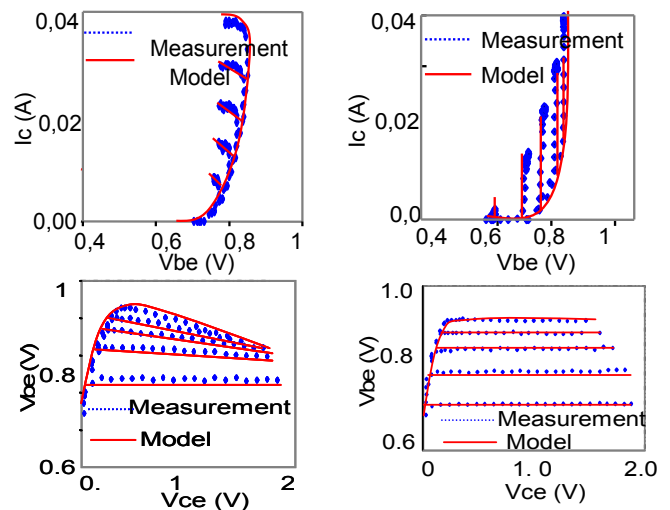 0,04
Measurement
Model
0,02
Ic (A)
0,00
0,4
0,6
0,8
1
Vbe (V)
0,04
Measurement
Model
0,02
Ic (A)
0,0
0,4
0,6
0,8
1
Vbe (V)
1
0.8
0.6
Vbe(V)
Measurement
Model
0.
1
2
Vce (V)
1.0
0.8
0.6
Vbe(V)
Measurement
Model
0
1. 0
2.0
Vce (V)